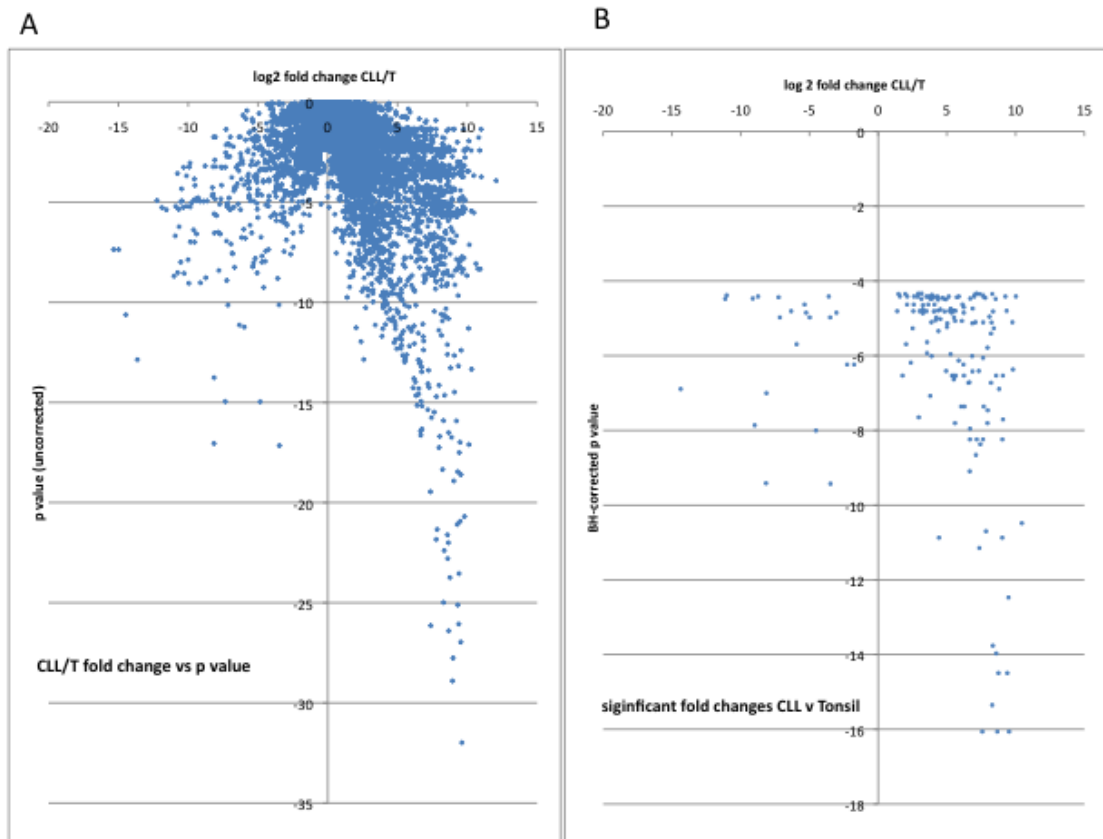 A
B
log2 fold change CLL/T
-20 -15 -10 -5 0 5 10 15
0
-5
-10
-15
-20
-25
-30
-35
p value (uncorrected)
CLL/T fold change vs p value
log 2 fold change CLL/T
-20 -15 -10 -5 0 5 10 15
0
-2
-4
-6
-8
-10
-12
-14
-16
-18
BH-corrected p value
siginficant fold changes CLL v Tonsil